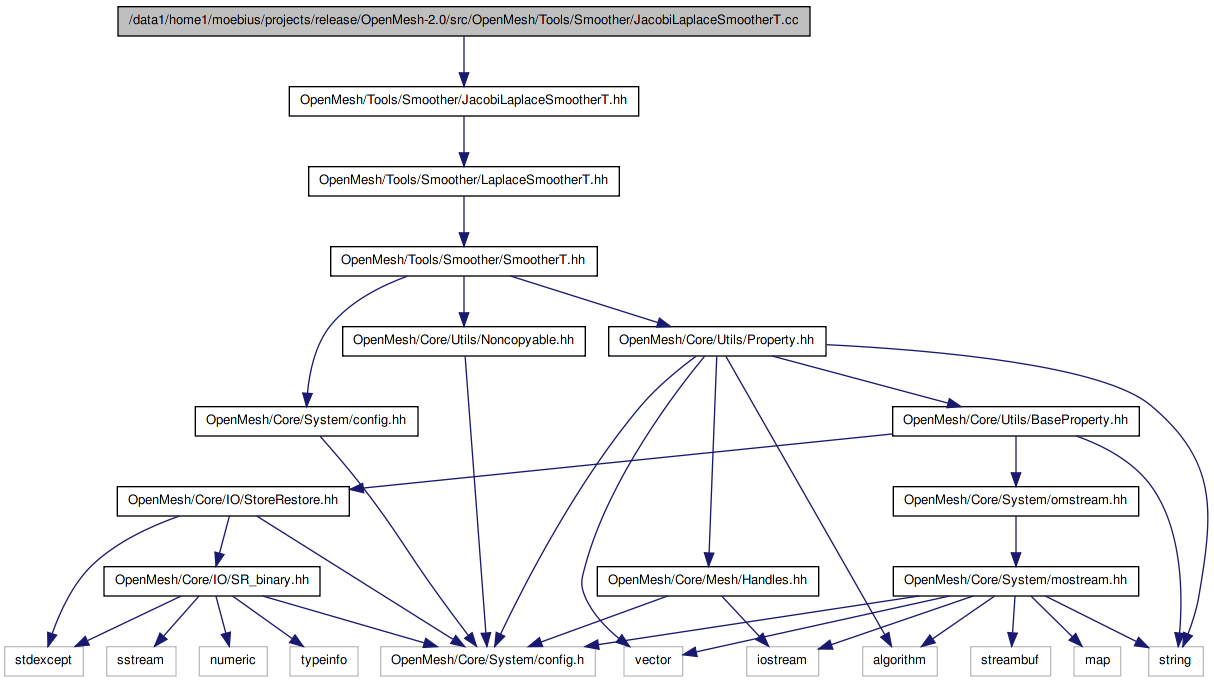 /data1/home1/moebius/projects/release/OpenMesh-2.0/src/OpenMesh/Tools/Smoother/JacobiLaplaceSmootherT.cc
OpenMesh/Tools/Smoother/JacobiLaplaceSmootherT.hh
OpenMesh/Tools/Smoother/LaplaceSmootherT.hh
OpenMesh/Tools/Smoother/SmootherT.hh
OpenMesh/Core/Utils/Noncopyable.hh
OpenMesh/Core/Utils/Property.hh
OpenMesh/Core/System/config.hh
OpenMesh/Core/Utils/BaseProperty.hh
OpenMesh/Core/IO/StoreRestore.hh
OpenMesh/Core/System/omstream.hh
OpenMesh/Core/IO/SR_binary.hh
OpenMesh/Core/Mesh/Handles.hh
OpenMesh/Core/System/mostream.hh
stdexcept
sstream
numeric
typeinfo
OpenMesh/Core/System/config.h
vector
iostream
algorithm
streambuf
map
string